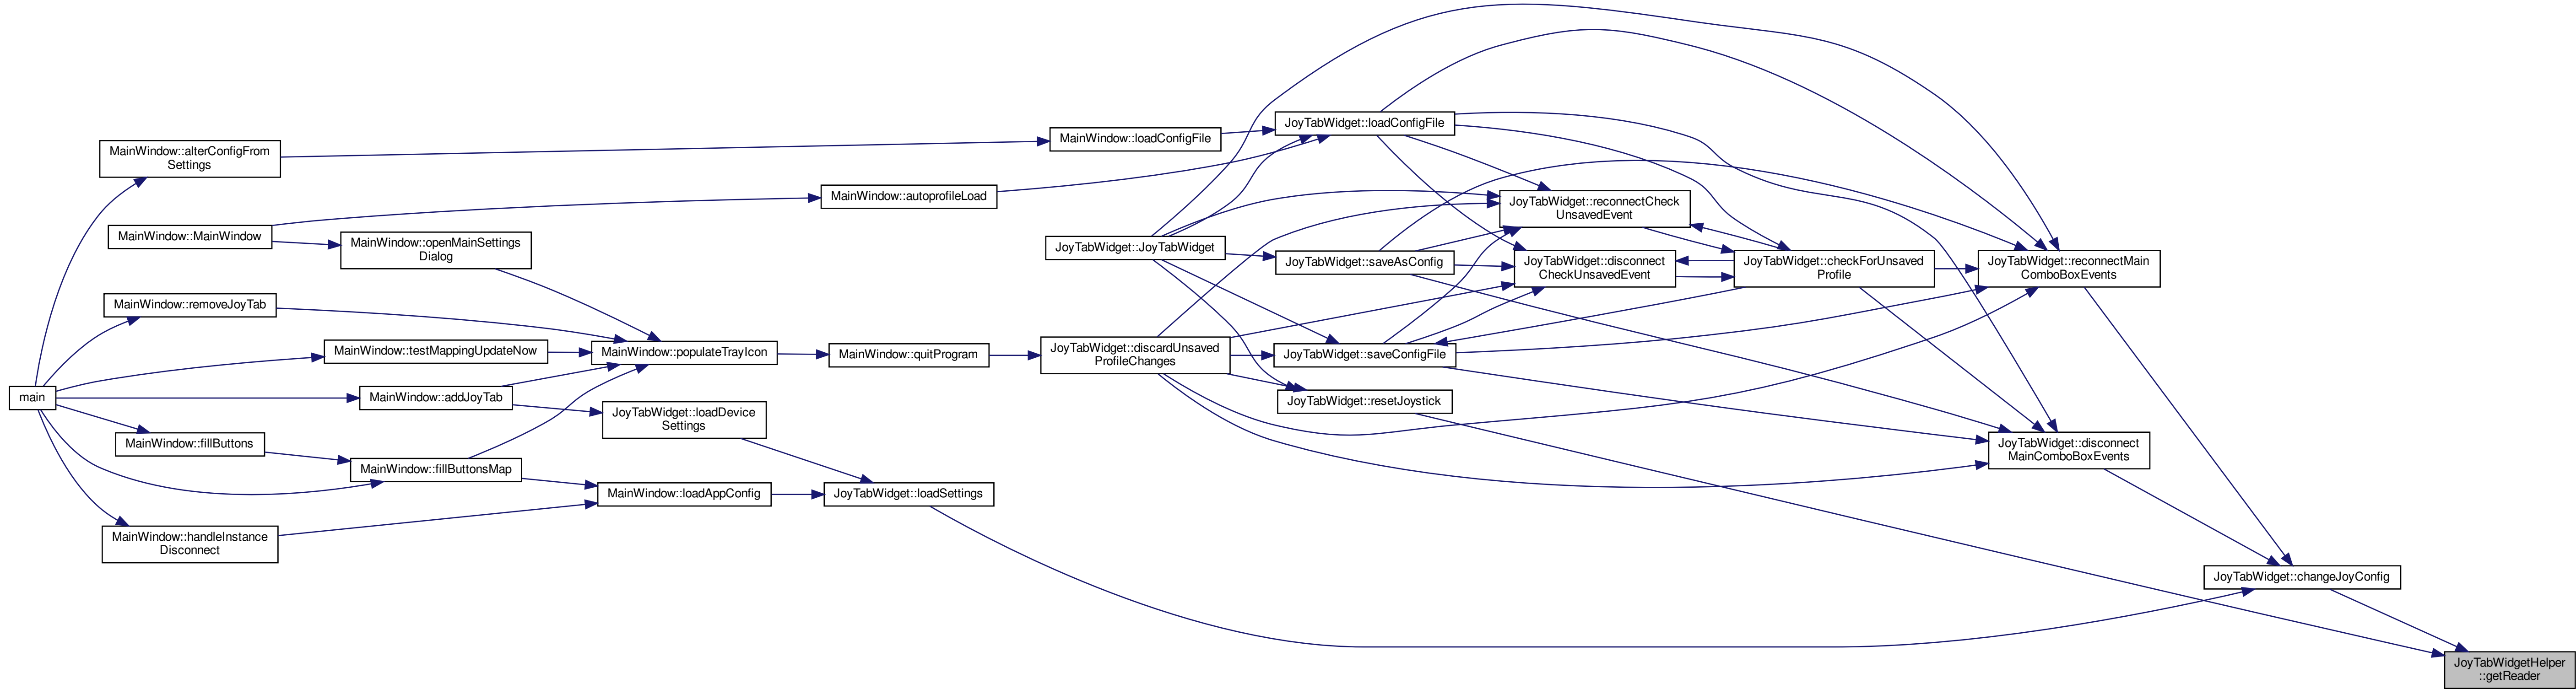 main
MainWindow::alterConfigFrom
Settings
MainWindow::MainWindow
MainWindow::removeJoyTab
MainWindow::testMappingUpdateNow
MainWindow::addJoyTab
MainWindow::fillButtons
MainWindow::fillButtonsMap
MainWindow::handleInstance
Disconnect
MainWindow::openMainSettings
Dialog
MainWindow::populateTrayIcon
JoyTabWidget::loadDevice
Settings
MainWindow::loadAppConfig
MainWindow::autoprofileLoad
MainWindow::quitProgram
JoyTabWidget::loadSettings
MainWindow::loadConfigFile
JoyTabWidget::JoyTabWidget
JoyTabWidget::discardUnsaved
ProfileChanges
JoyTabWidget::loadConfigFile
JoyTabWidget::saveAsConfig
JoyTabWidget::saveConfigFile
JoyTabWidget::resetJoystick
JoyTabWidget::reconnectCheck
UnsavedEvent
JoyTabWidget::disconnect
CheckUnsavedEvent
JoyTabWidget::checkForUnsaved
Profile
JoyTabWidget::reconnectMain
ComboBoxEvents
JoyTabWidget::disconnect
MainComboBoxEvents
JoyTabWidget::changeJoyConfig
JoyTabWidgetHelper
::getReader